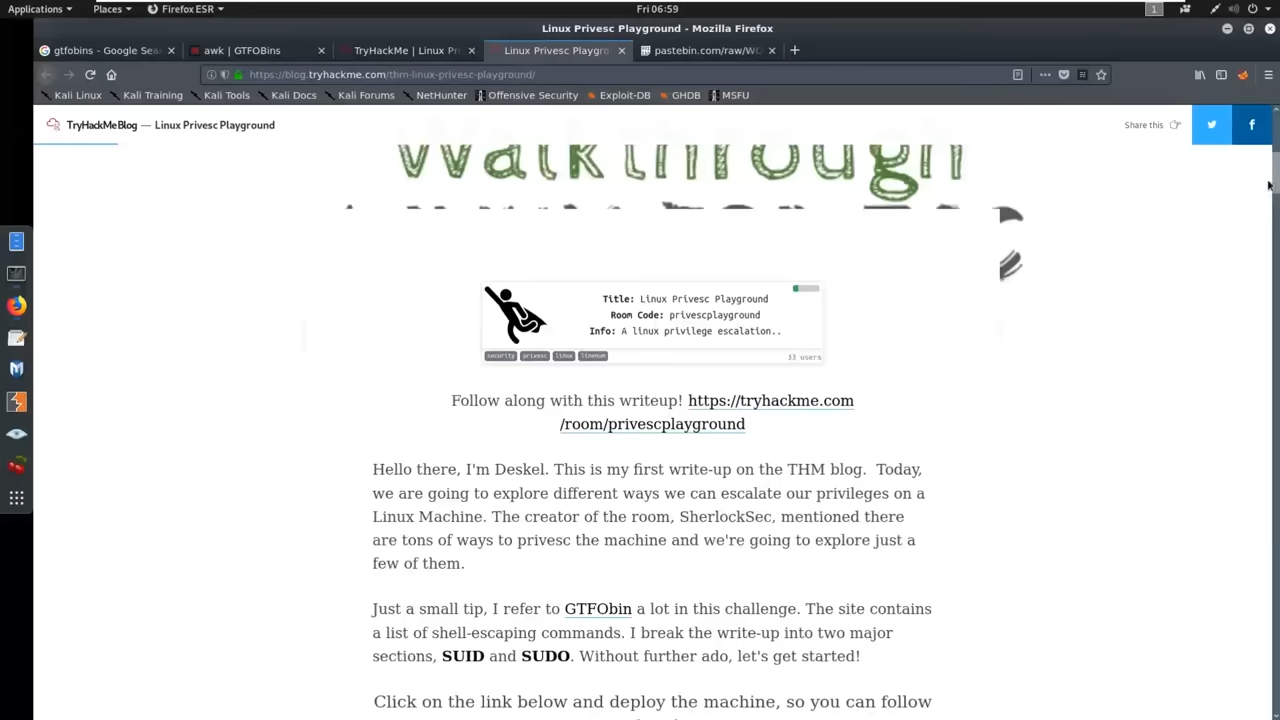 Applications
Places
Firefox ESR
Fri 06:59
1
Linux Privesc Playground - Mozilla Firefox
gtfobins - Google Sea
awk | GTFOBins
TryHackMe | Linux Pr
Linux Privesc Playgro
pastebin.com/raw/WC
https://blog.tryhackme.com/thm-linux-privesc-playground/
Kali Linux
Kali Training
Kali Tools
Kali Docs
Kali Forums
NetHunter
Offensive Security
Exploit-DB
GHDB
MSFU
TryHackMe Blog — Linux Privesc Playground
Share this
Walkthrough
Title: Linux Privesc Playground
Room Code: privescplayground
Info: A linux privilege escalation..
security privesc linux linenum
33 users
Follow along with this writeup! https://tryhackme.com
/room/privescplayground
Hello there, I'm Deskel. This is my first write-up on the THM blog.  Today,
we are going to explore different ways we can escalate our privileges on a
Linux Machine. The creator of the room, SherlockSec, mentioned there
are tons of ways to privesc the machine and we're going to explore just a
few of them.
Just a small tip, I refer to GTFObin a lot in this challenge. The site contains
a list of shell-escaping commands. I break the write-up into two major
sections, SUID and SUDO. Without further ado, let's get started!
Click on the link below and deploy the machine, so you can follow